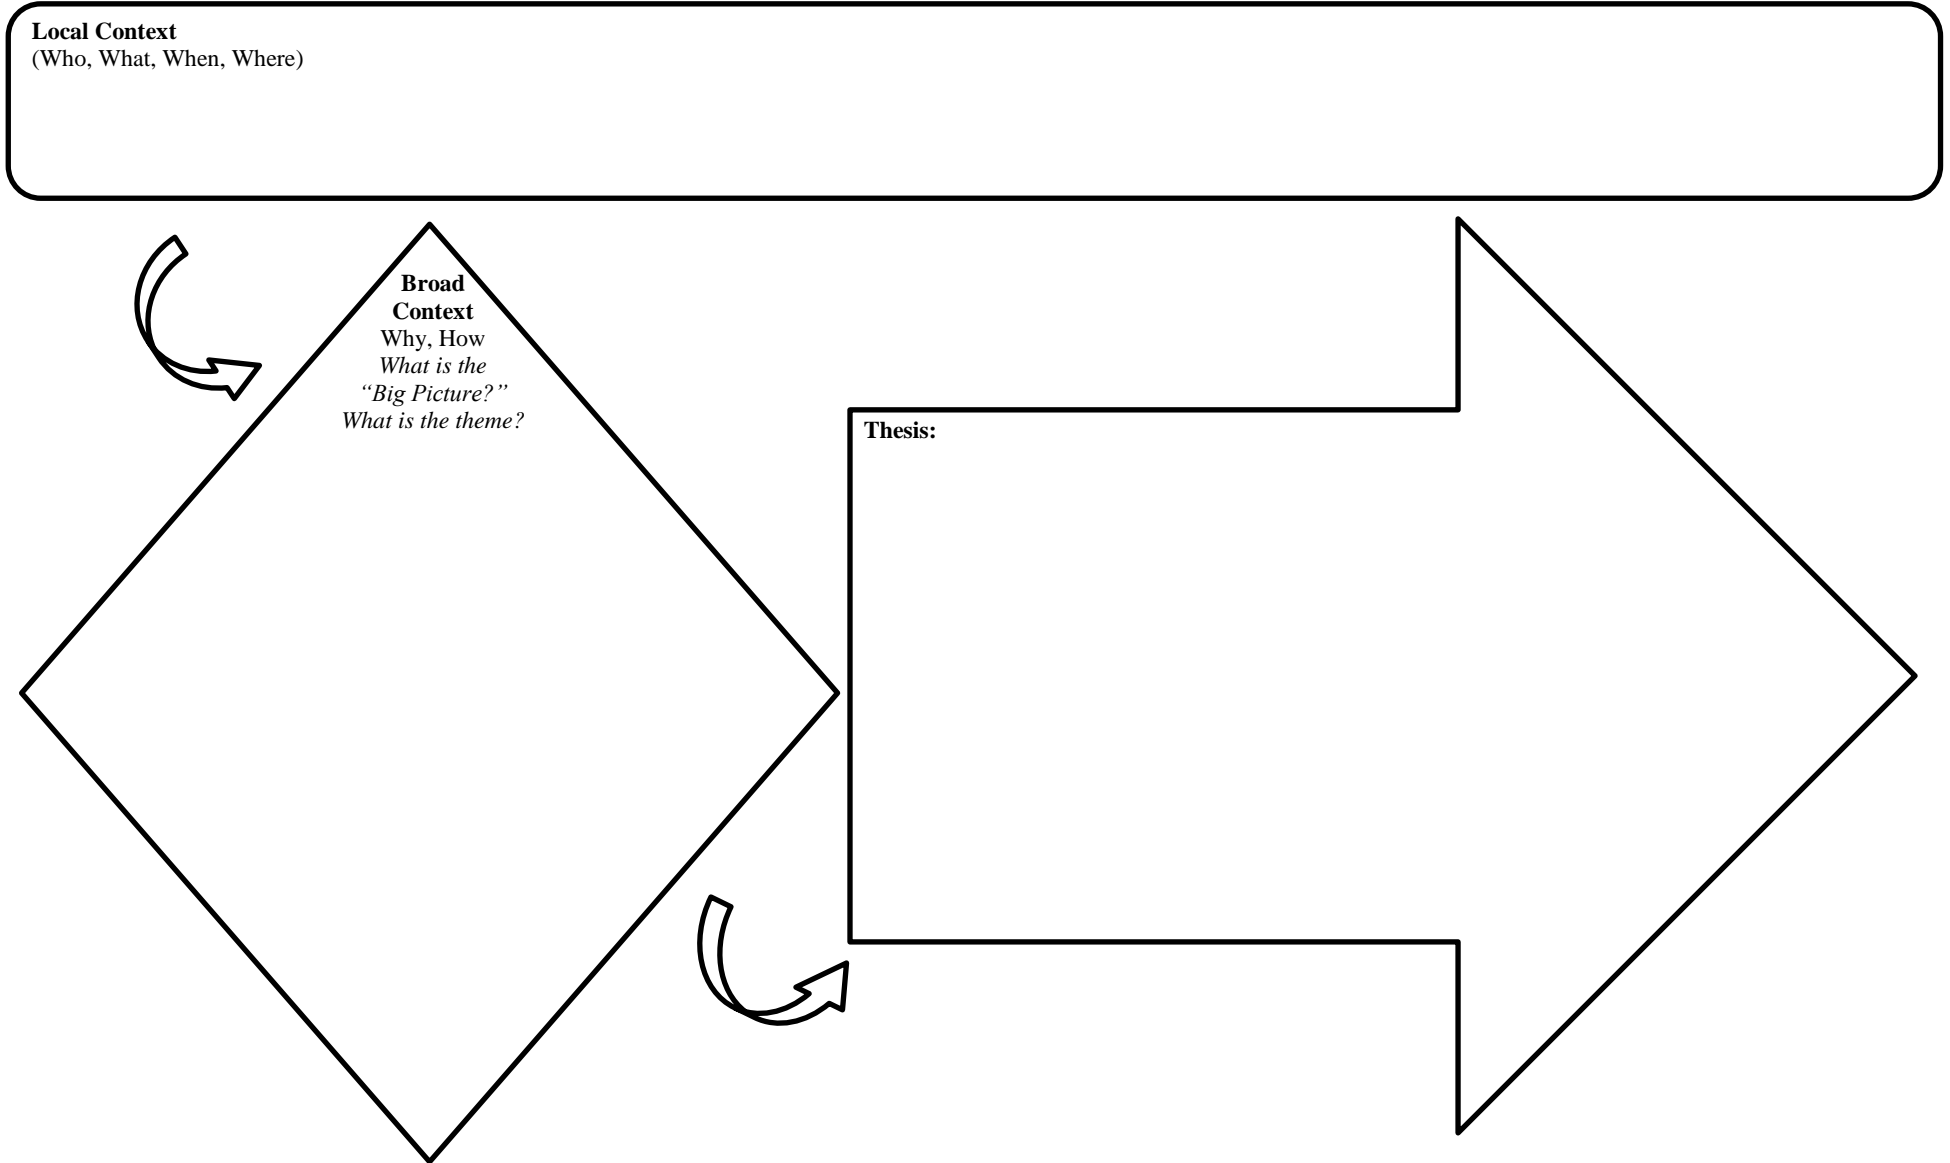 Local Context
(Who, What, When, Where)
Broad
Context
Why, How
What is the
“Big Picture?”
What is the theme?
Thesis: